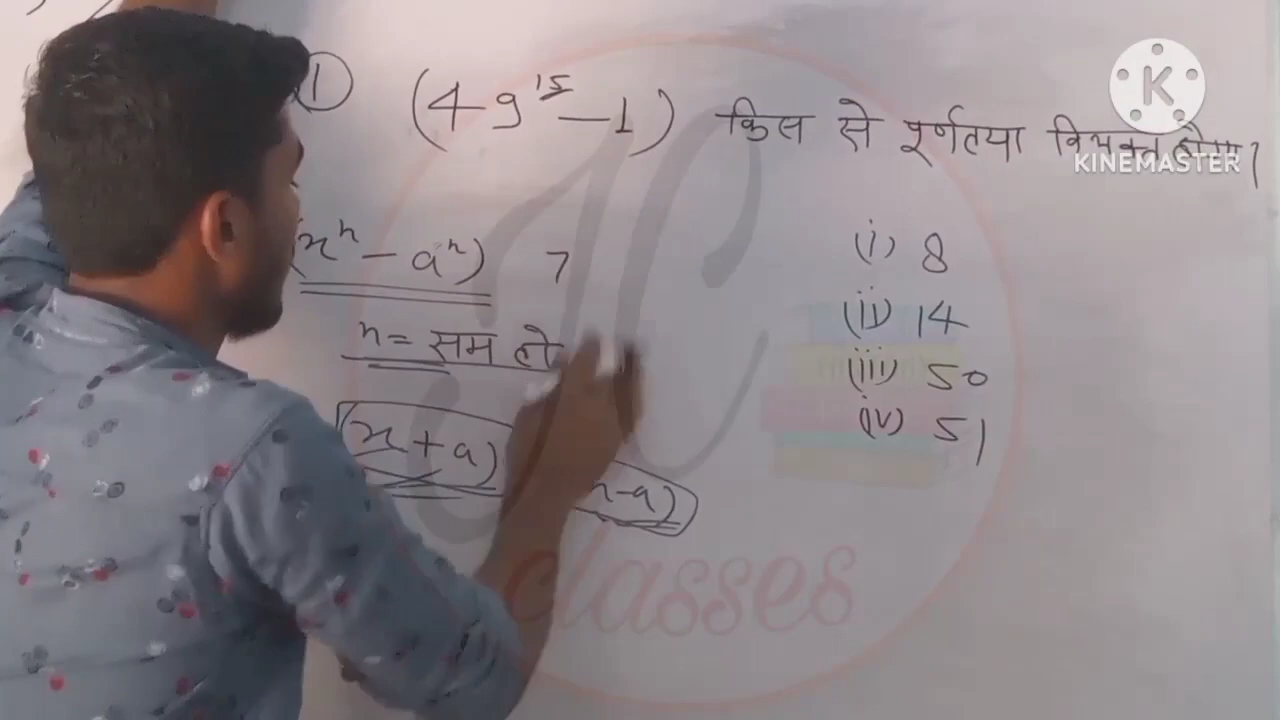 ① (49¹⁵ – 1) किस से पूर्णतया विभक्त होगा।
(xⁿ – aⁿ) 7
n = सम हो
(x + a)
– a)
(i) 8
(ii) 14
(iii) 50
(iv) 51
K
KINEMASTER
classes